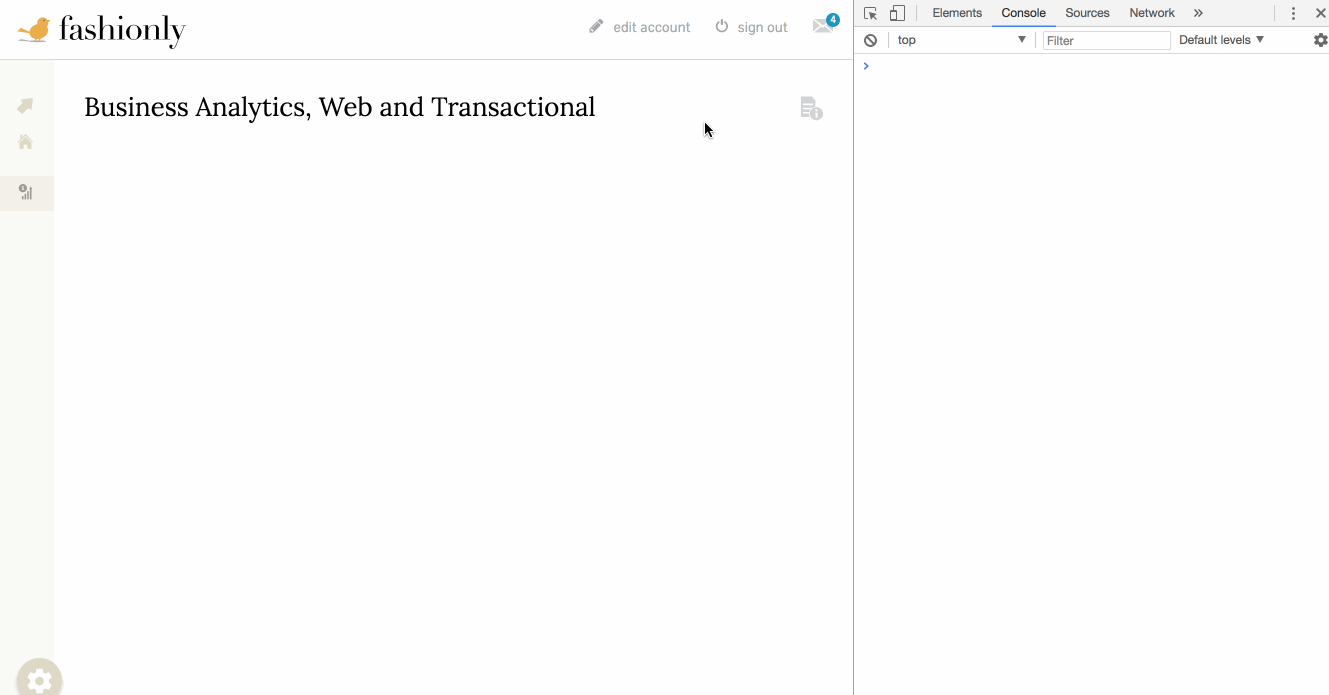 fashionly
edit account
sign out
4
Business Analytics, Web and Transactional
Elements
Console
Sources
Network
top
Filter
Default levels